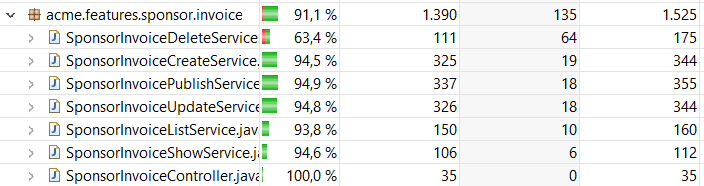 acme.features.sponsor.invoice 91,1 % 1.390 135 1.525
SponsorInvoiceDeleteService 63,4 % 111 64 175
SponsorInvoiceCreateService 94,5 % 325 19 344
SponsorInvoicePublishService 94,9 % 337 18 355
SponsorInvoiceUpdateService 94,8 % 326 18 344
SponsorInvoiceListService.jav 93,8 % 150 10 160
SponsorInvoiceShowService.ja 94,6 % 106 6 112
SponsorInvoiceController.java 100,0 % 35 0 35